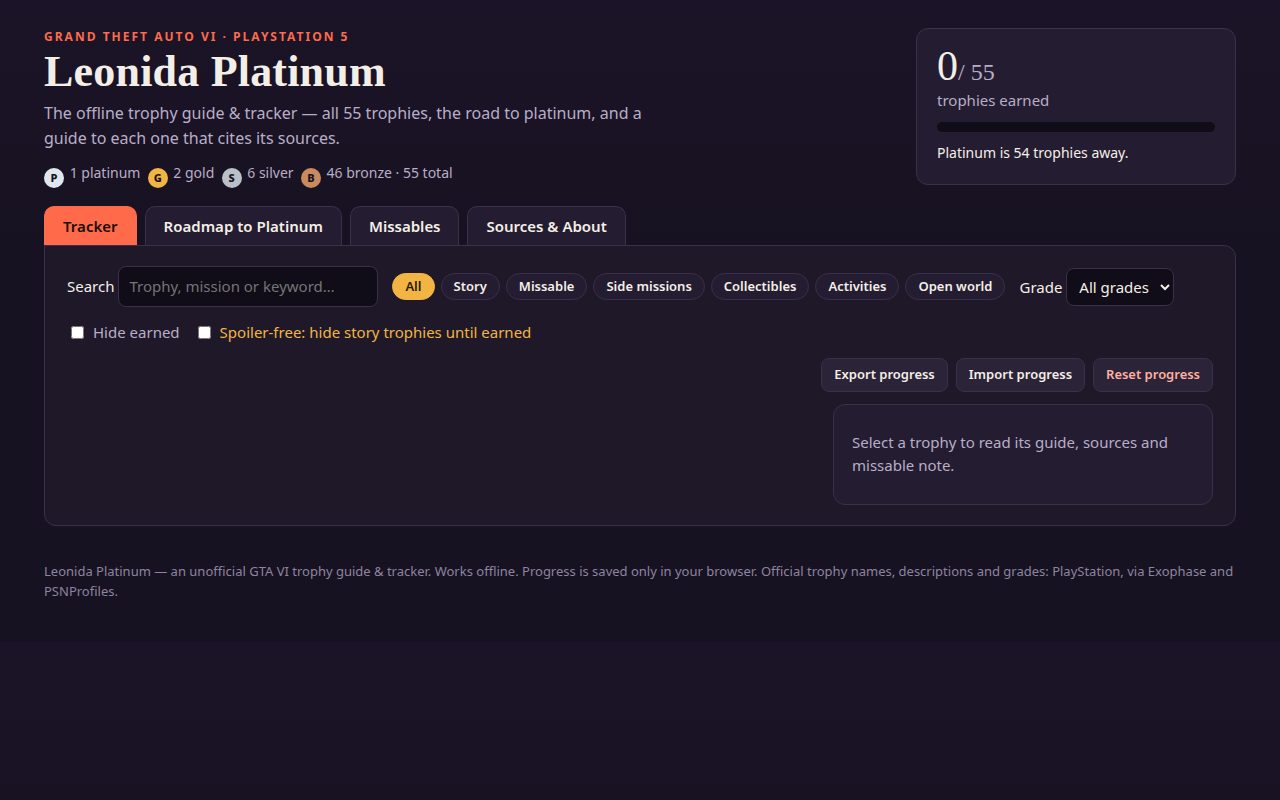 GRAND THEFT AUTO VI · PLAYSTATION 5
Leonida Platinum
The offline trophy guide & tracker — all 55 trophies, the road to platinum, and a
guide to each one that cites its sources.
P 1 platinum G 2 gold S 6 silver B 46 bronze · 55 total
0/ 55
trophies earned
Platinum is 54 trophies away.
Tracker Roadmap to Platinum Missables Sources & About
Search Trophy, mission or keyword... All Story Missable Side missions Collectibles Activities Open world Grade All grades
Hide earned Spoiler-free: hide story trophies until earned
Export progress Import progress Reset progress
Select a trophy to read its guide, sources and
missable note.
Leonida Platinum — an unofficial GTA VI trophy guide & tracker. Works offline. Progress is saved only in your browser. Official trophy names, descriptions and grades: PlayStation, via Exophase and
PSNProfiles.